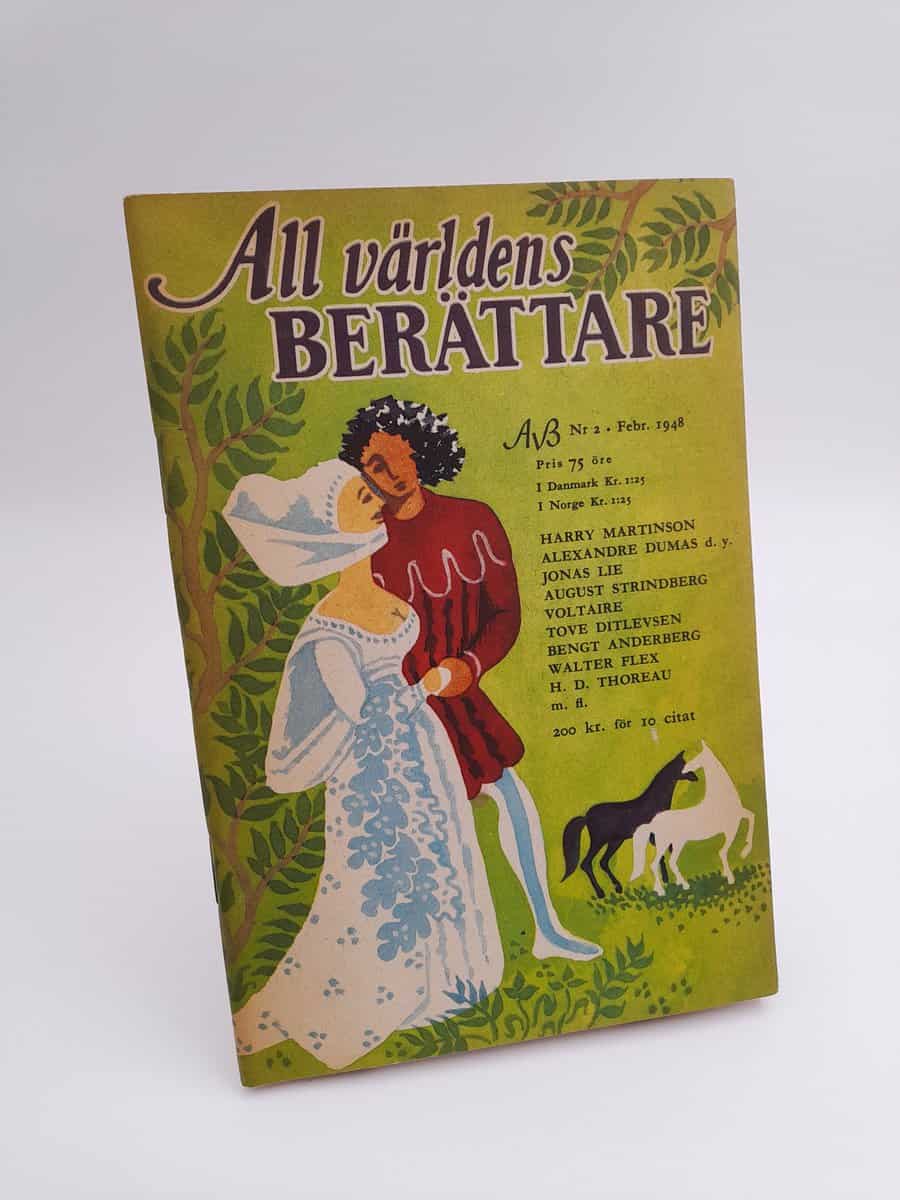 All världens
BERÄTTARE
AvB Nr 2 • Febr. 1948
Pris 75 öre
I Danmark Kr. 1:25
I Norge Kr. 1:25
HARRY MARTINSON
ALEXANDRE DUMAS d. y.
JONAS LIE
AUGUST STRINDBERG
VOLTAIRE
TOVE DITLEVSEN
BENGT ANDERBERG
WALTER FLEX
H. D. THOREAU
m. fl.
200 kr. för 10 citat